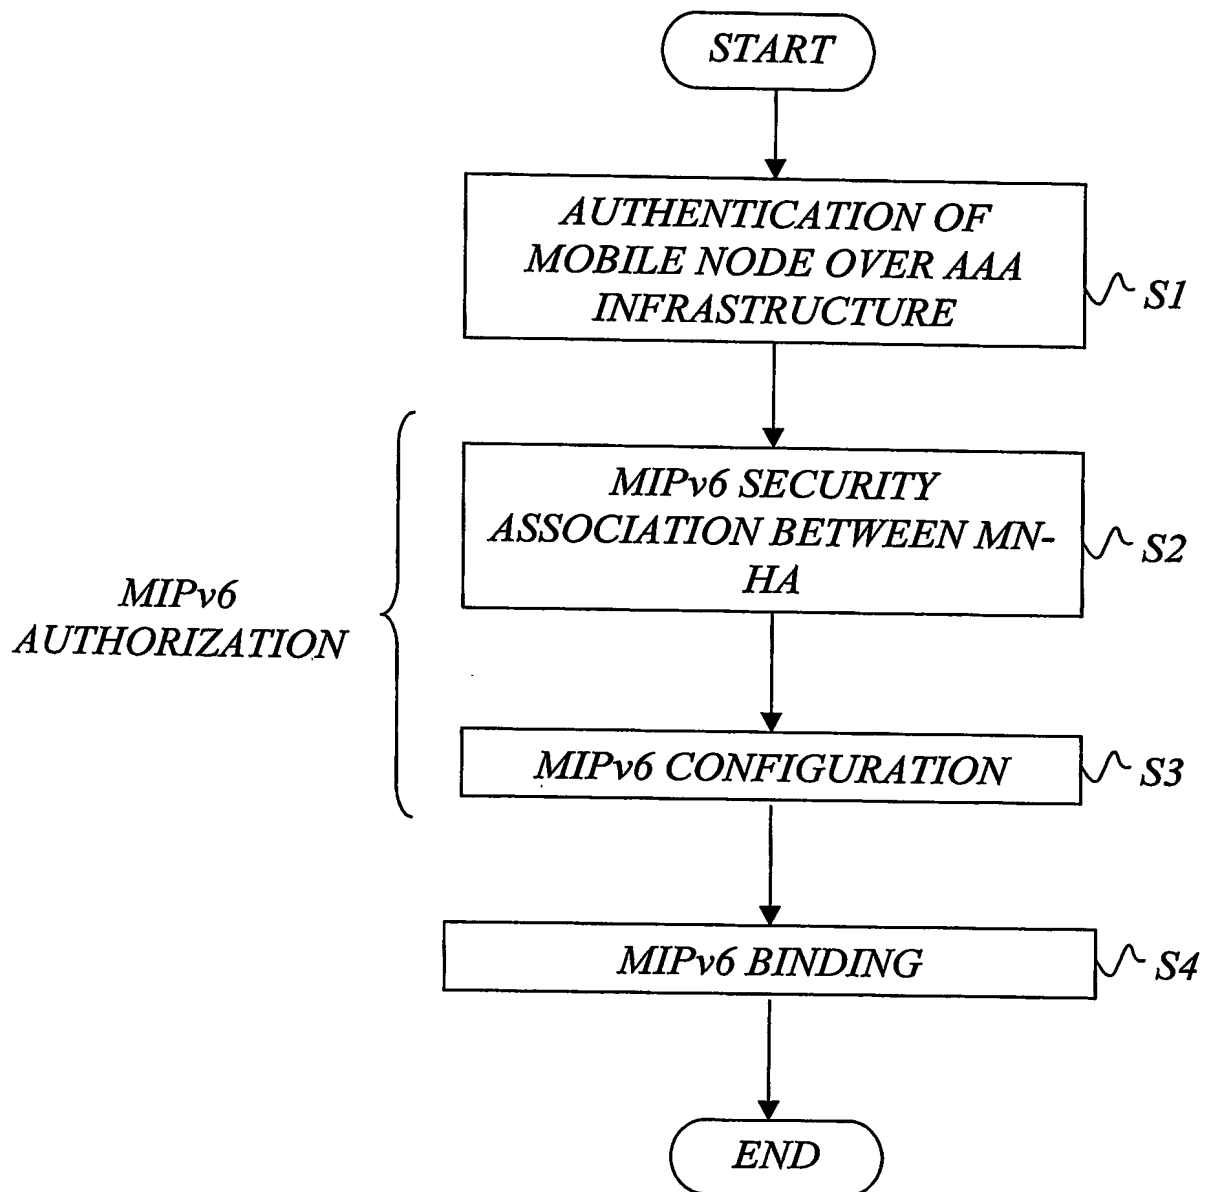 START
AUTHENTICATION OF
MOBILE NODE OVER AAA
INFRASTRUCTURE
S1
MIPv6 SECURITY
ASSOCIATION BETWEEN MN-
HA
S2
MIPv6
AUTHORIZATION
MIPv6 CONFIGURATION
S3
MIPv6 BINDING
S4
END